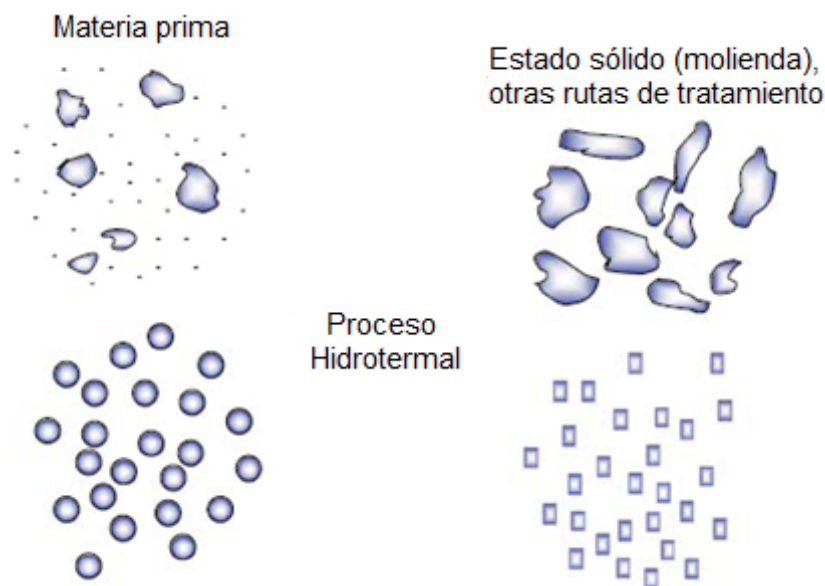 Materia prima
Estado sólido (molienda),
otras rutas de tratamiento
Proceso
Hidrotermal